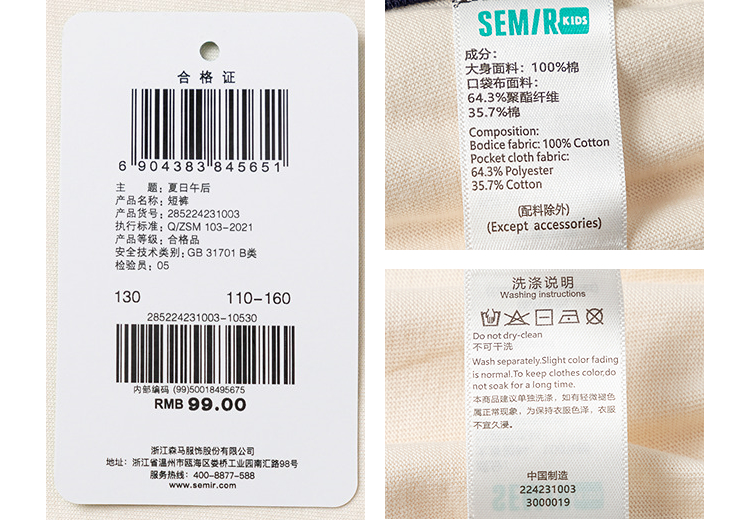 合格证
6 904383 845651
主　　题: 夏日午后
产品名称: 短裤
产品货号: 285224231003
执行标准: Q/ZSM 103-2021
产品等级: 合格品
安全技术类别: GB 31701 B类
检验员: 05
130 110-160
285224231003-10530
内部编码 (99)50018495675
RMB 99.00
浙江森马服饰股份有限公司
地址: 浙江省温州市瓯海区娄桥工业园南汇路98号
服务热线: 400-8877-588
www.semir.com
SEMIR KIDS
成分:
大身面料: 100%棉
口袋布面料:
64.3%聚酯纤维
35.7%棉
Composition:
Bodice fabric: 100% Cotton
Pocket cloth fabric:
64.3% Polyester
35.7% Cotton
(配料除外)
(Except accessories)
洗涤说明
Washing instructions
Do not dry-clean
不可干洗
Wash separately.Slight color fading
is normal.To keep clothes color,do
not soak for a long time.
本商品建议单独洗涤，如有轻微褪色
属正常现象，为保持衣服色泽，衣服
不宜久浸。
中国制造
224231003
3000019